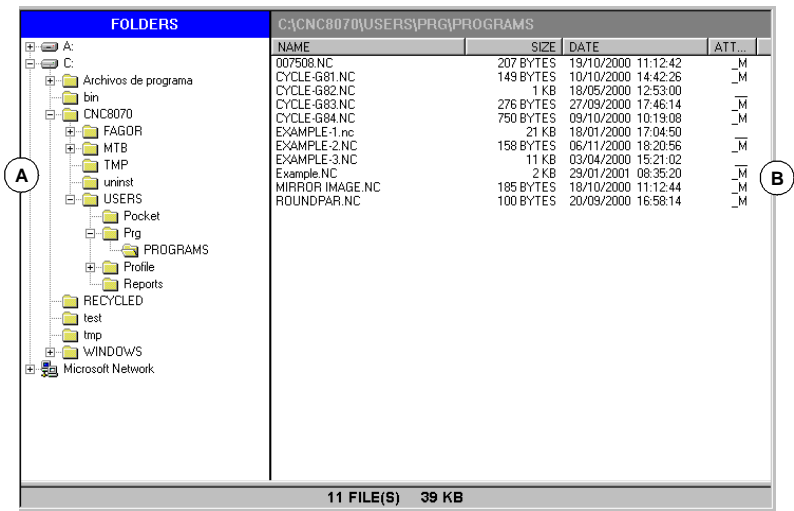 FOLDERS
C:\CNC8070\USERS\PRG\PROGRAMS
A:
C:
Archivos de programa
bin
CNC8070
FAGOR
MTB
TMP
uninst
USERS
Pocket
Prg
PROGRAMS
Profile
Reports
RECYCLED
test
tmp
WINDOWS
Microsoft Network
A
NAME SIZE DATE ATT...
007508.NC 207 BYTES 19/10/2000 11:12:42 _M
CYCLE-G81.NC 149 BYTES 10/10/2000 14:42:26 _M
CYCLE-G82.NC 1 KB 18/05/2000 12:53:00 __
CYCLE-G83.NC 276 BYTES 27/09/2000 17:46:14 _M
CYCLE-G84.NC 750 BYTES 09/10/2000 10:19:08 _M
EXAMPLE-1.nc 21 KB 18/01/2000 17:04:50 __
EXAMPLE-2.NC 158 BYTES 06/11/2000 18:20:56 _M
EXAMPLE-3.NC 11 KB 03/04/2000 15:21:02 __
Example.NC 2 KB 29/01/2001 08:35:20 _M
MIRROR IMAGE.NC 185 BYTES 18/10/2000 11:12:44 _M
ROUNDPAR.NC 100 BYTES 20/09/2000 16:58:14 _M
B
11 FILE(S) 39 KB